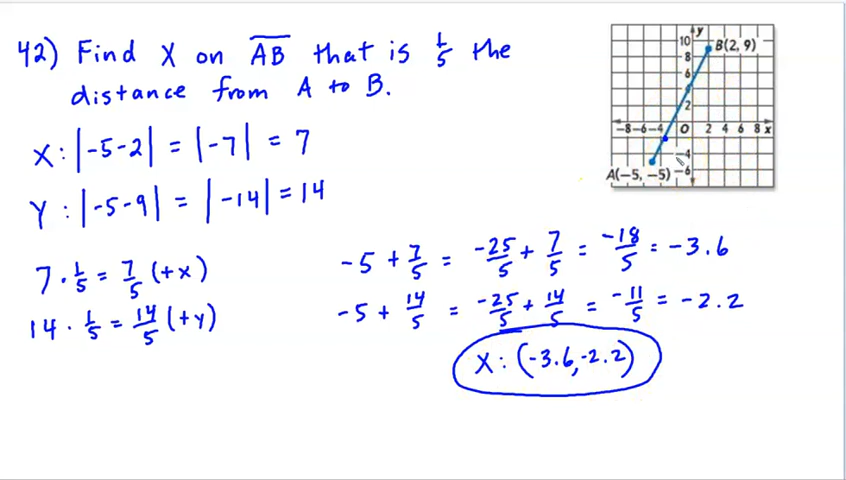 42) Find X on AB that is 1/5 the
distance from A to B.
X: |-5-2| = |-7| = 7
Y: |-5-9| = |-14| = 14
7 · 1/5 = 7/5 (+x)
14 · 1/5 = 14/5 (+y)
-5 + 7/5 = -25/5 + 7/5 = -18/5 = -3.6
-5 + 14/5 = -25/5 + 14/5 = -11/5 = -2.2
X: (-3.6, -2.2)
y
10
B(2, 9)
8
6
2
-8 -6 -4 O 2 4 6 8 x
-4
A(-5, -5) -6